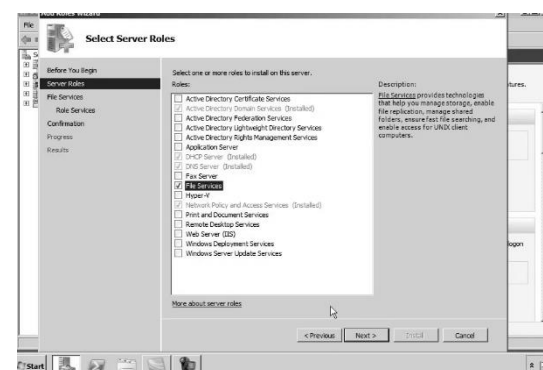 Add Roles Wizard
File
Select Server Roles
Before You Begin
Server Roles
File Services
Role Services
Confirmation
Progress
Results
Select one or more roles to install on this server.
Roles:
Active Directory Certificate Services
Active Directory Domain Services (Installed)
Active Directory Federation Services
Active Directory Lightweight Directory Services
Active Directory Rights Management Services
Application Server
DHCP Server (Installed)
DNS Server (Installed)
Fax Server
File Services
Hyper-V
Network Policy and Access Services (Installed)
Print and Document Services
Remote Desktop Services
Web Server (IIS)
Windows Deployment Services
Windows Server Update Services
More about server roles
Description:
File Services provides technologies
that help you manage storage, enable
file replication, manage shared
folders, ensure fast file searching, and
enable access for UNIX client
computers.
tures.
logon
< Previous
Next >
Install
Cancel
Start